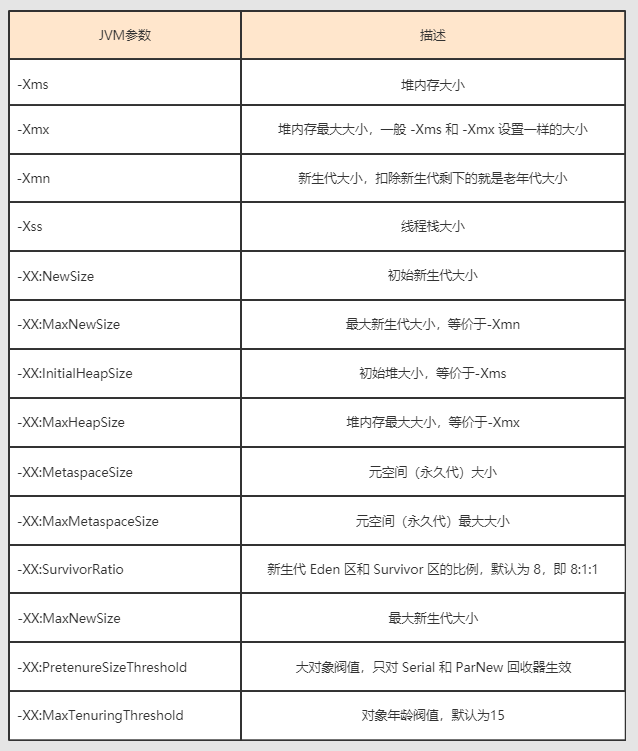 JVM参数 描述
-Xms 堆内存大小
-Xmx 堆内存最大大小，一般 -Xms 和 -Xmx 设置一样的大小
-Xmn 新生代大小，扣除新生代剩下的就是老年代大小
-Xss 线程栈大小
-XX:NewSize 初始新生代大小
-XX:MaxNewSize 最大新生代大小，等价于-Xmn
-XX:InitialHeapSize 初始堆大小，等价于-Xms
-XX:MaxHeapSize 堆内存最大大小，等价于-Xmx
-XX:MetaspaceSize 元空间（永久代）大小
-XX:MaxMetaspaceSize 元空间（永久代）最大大小
-XX:SurvivorRatio 新生代 Eden 区和 Survivor 区的比例，默认为 8，即 8:1:1
-XX:MaxNewSize 最大新生代大小
-XX:PretenureSizeThreshold 大对象阀值，只对 Serial 和 ParNew 回收器生效
-XX:MaxTenuringThreshold 对象年龄阀值，默认为15